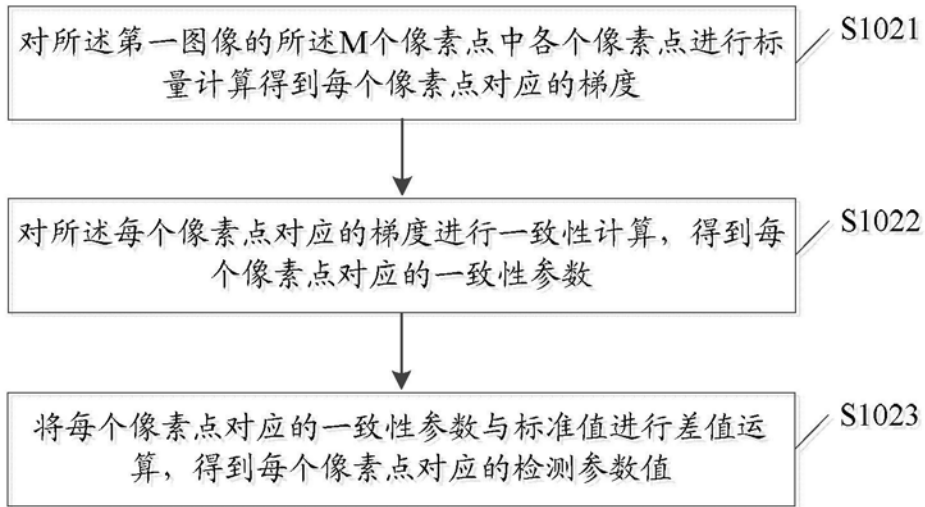 对所述第一图像的所述M个像素点中各个像素点进行标
量计算得到每个像素点对应的梯度
S1021
对所述每个像素点对应的梯度进行一致性计算，得到每
个像素点对应的一致性参数
S1022
将每个像素点对应的一致性参数与标准值进行差值运
算，得到每个像素点对应的检测参数值
S1023